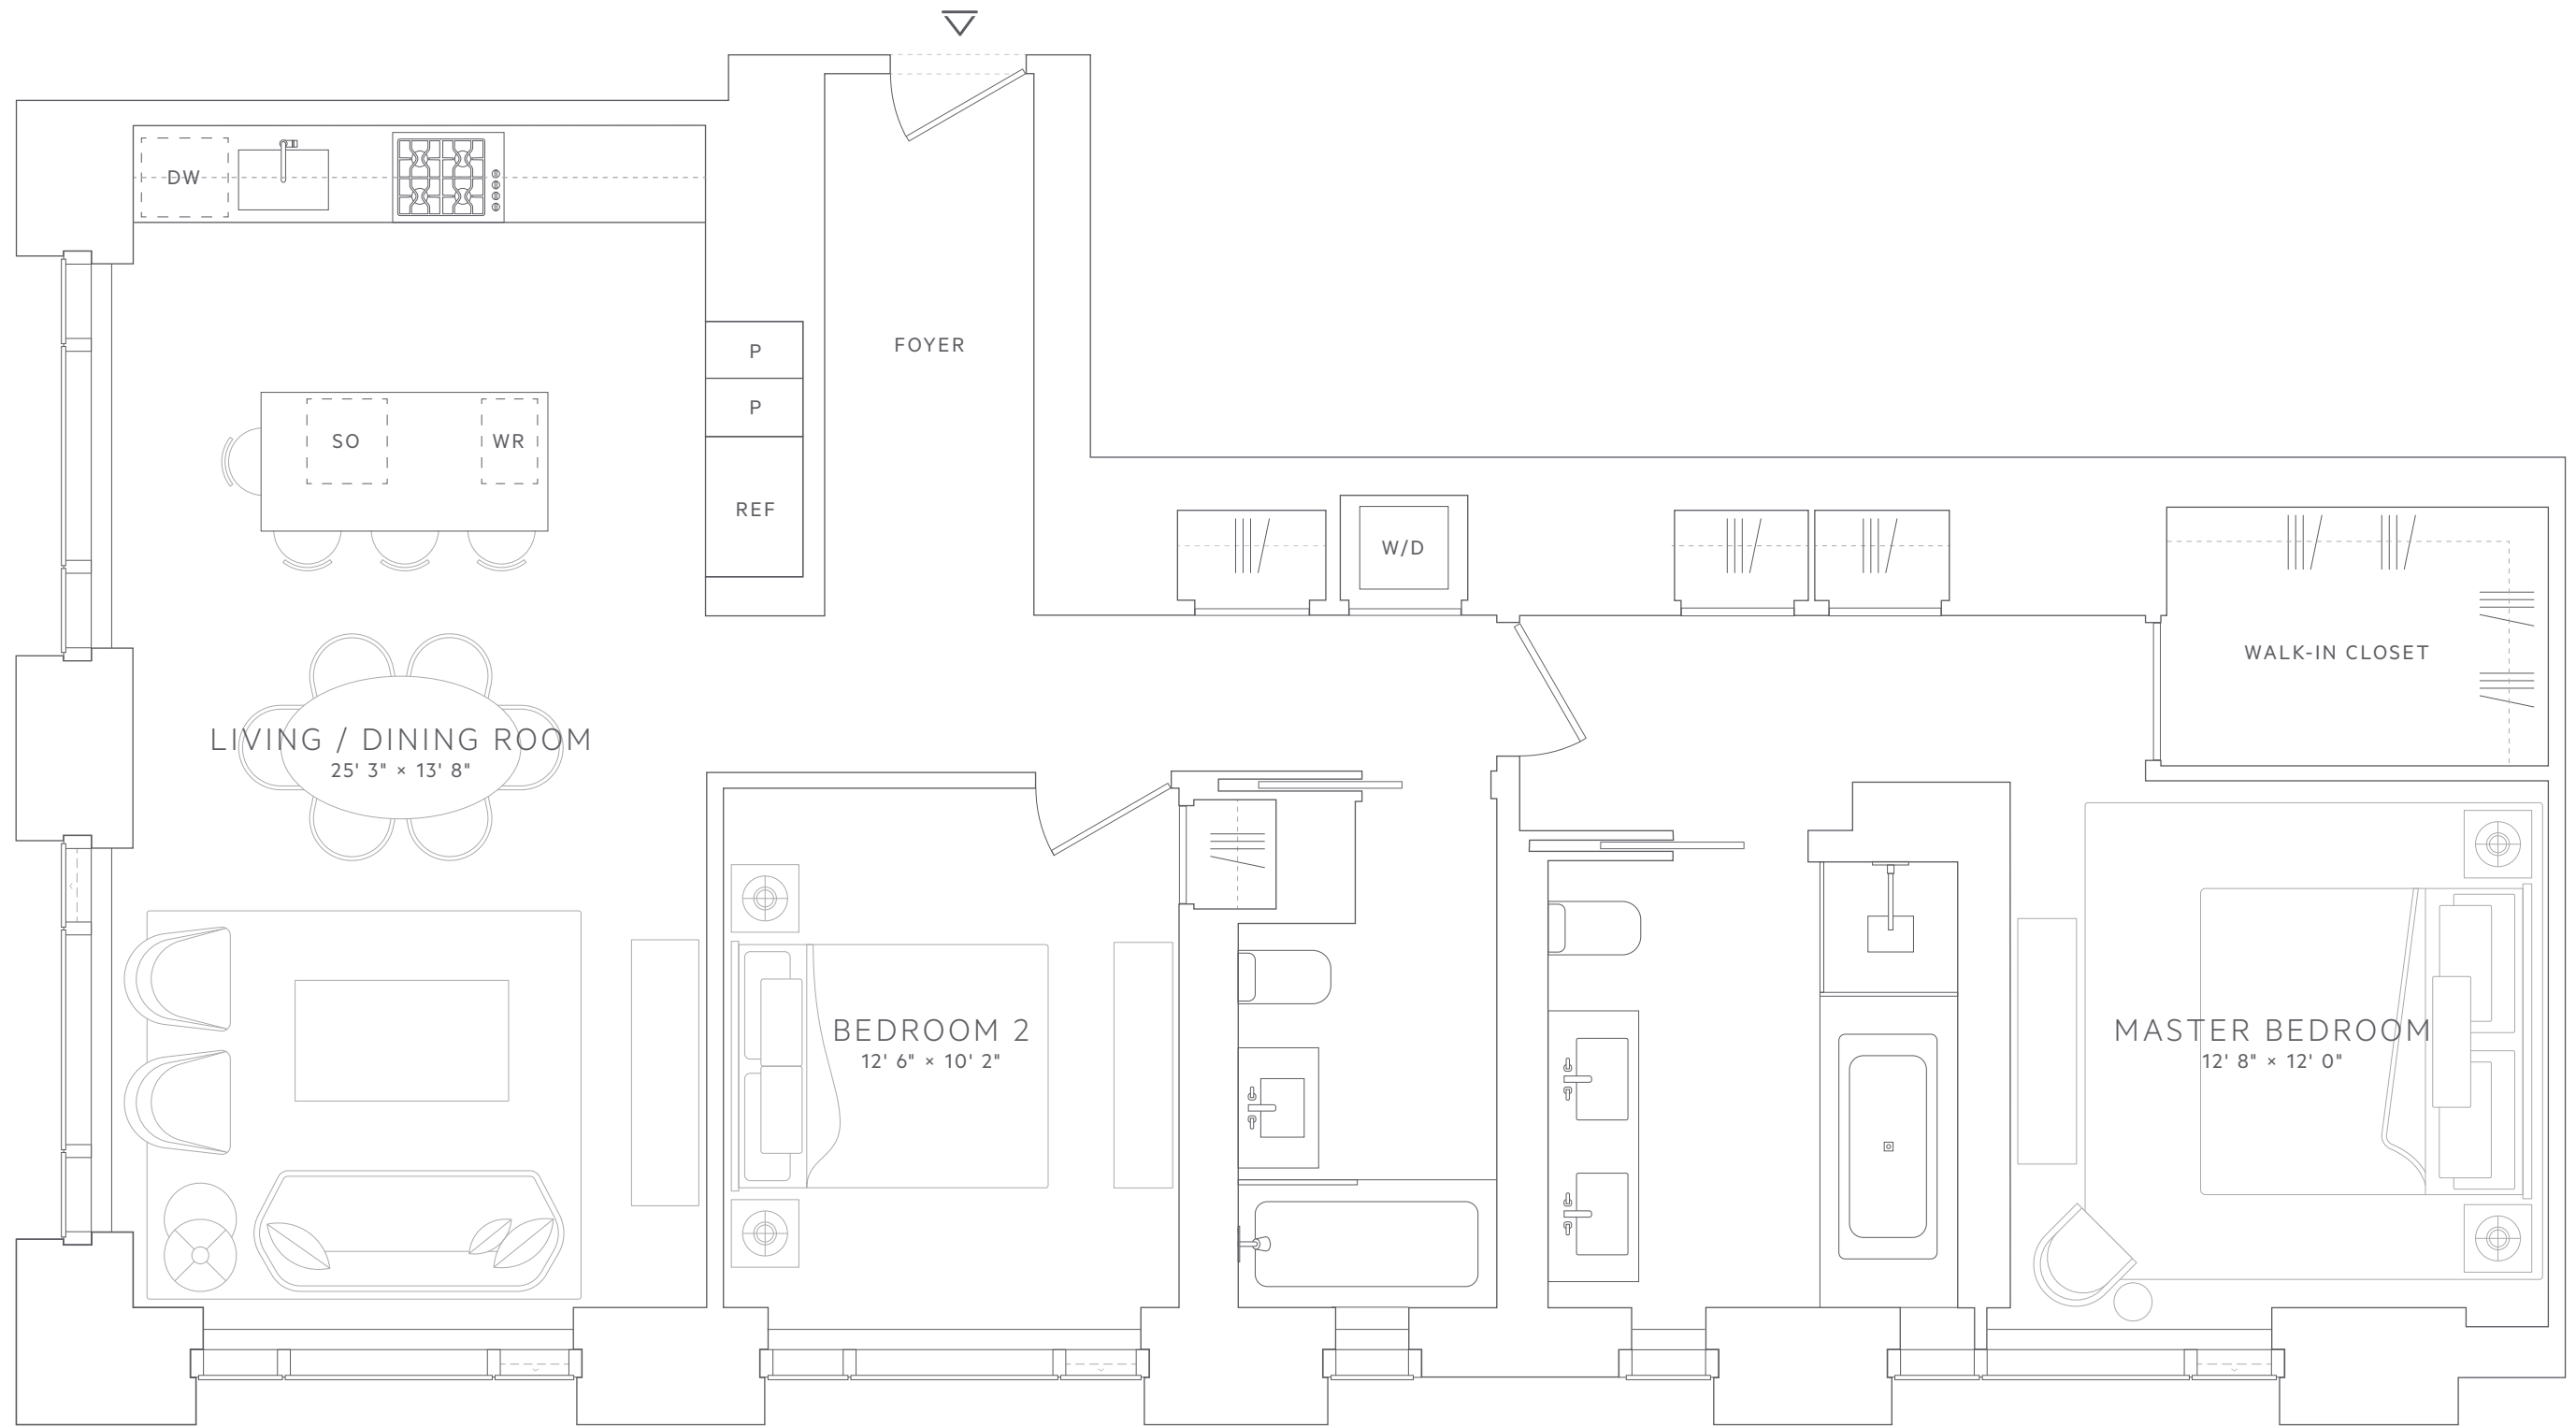 DW
P
FOYER
P
SO
WR
REF
W/D
WALK-IN CLOSET
LIVING / DINING ROOM
25' 3" × 13' 8"
BEDROOM 2
12' 6" × 10' 2"
MASTER BEDROOM
12' 8" × 12' 0"